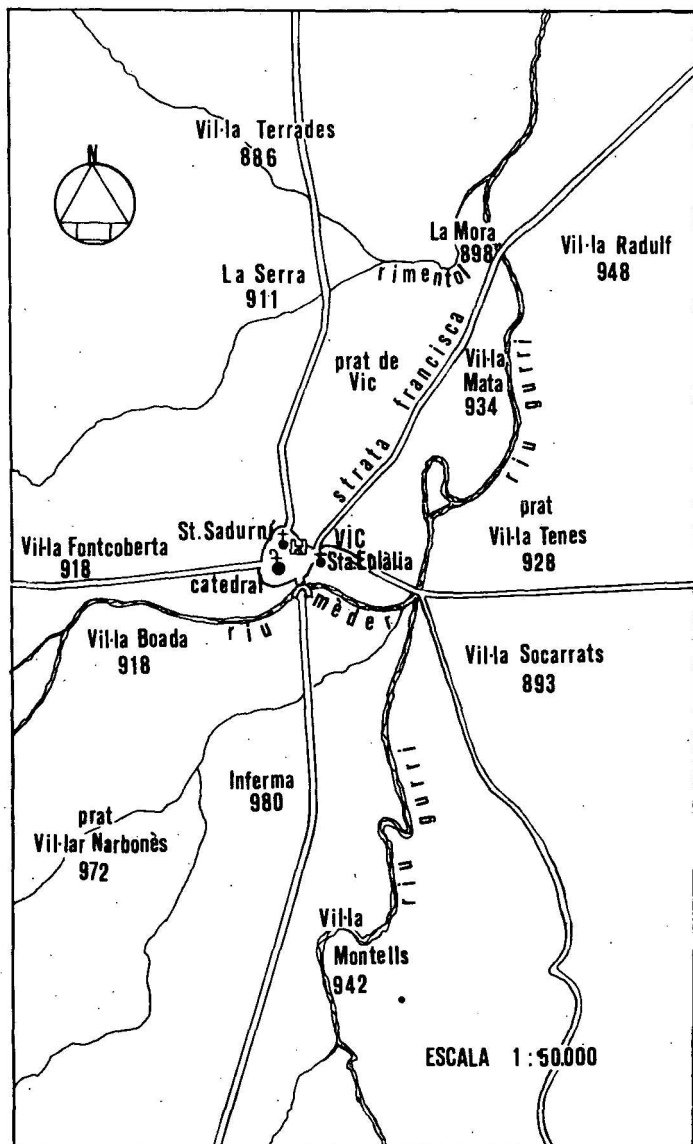 N
Vil·la Terrades
886
La Mora
898
Vil·la Radulf
948
La Serra
911
rimentol
prat de
Vic
strata francisca
Vil·la
Mata
934
riu gurri
prat
Vil·la Tenes
928
St. Sadurní
VIC
Sta Eulàlia
catedral
Vil·la Fontcoberta
918
riu mèder
Vil·la Boada
918
Vil·la Socarrats
893
Inferma
980
riu gurri
prat
Vil·lar Narbonès
972
Vil·la
Montells
942
ESCALA 1:50.000